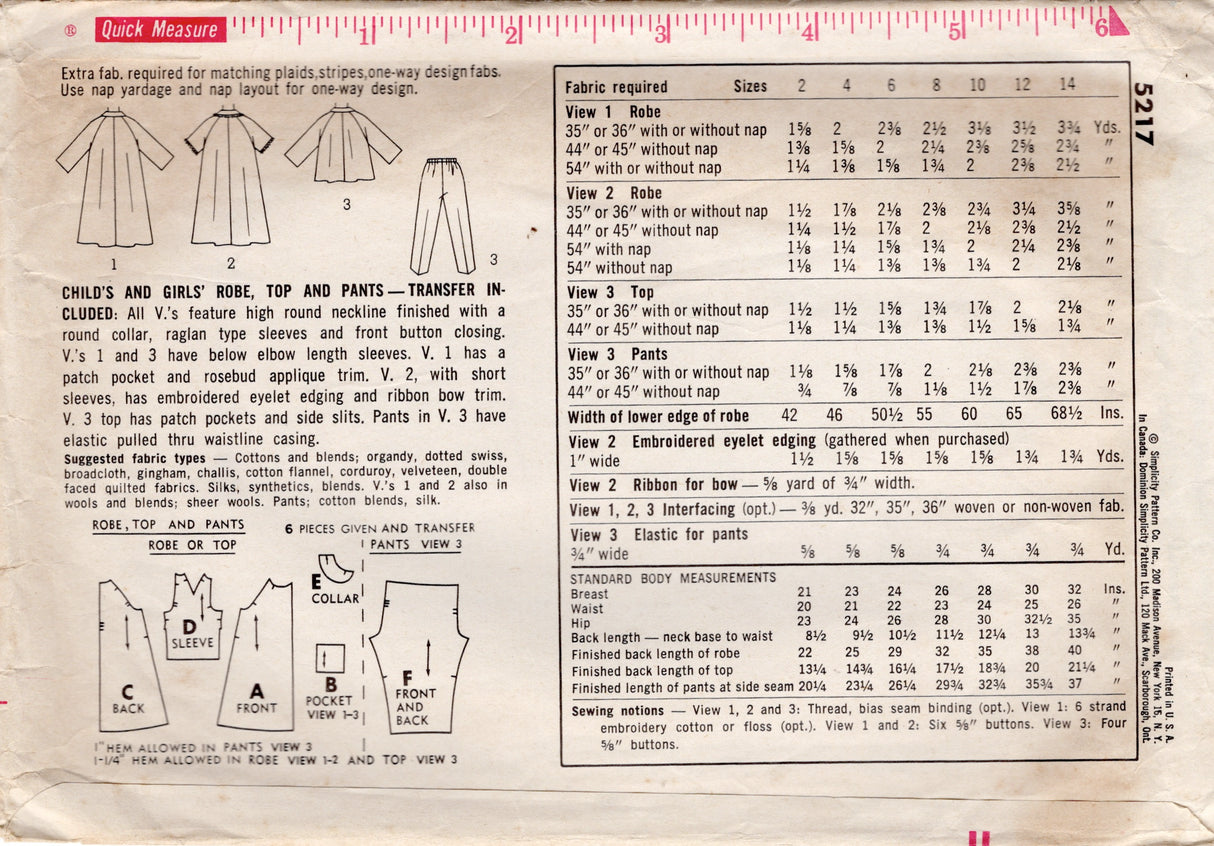 ® Quick Measure 1 2 3 4 5 6
Extra fab. required for matching plaids,stripes,one-way design fabs.
Use nap yardage and nap layout for one-way design.
1 2 3 3
CHILD'S AND GIRLS' ROBE, TOP AND PANTS — TRANSFER IN-
CLUDED: All V.'s feature high round neckline finished with a
round collar, raglan type sleeves and front button closing.
V.'s 1 and 3 have below elbow length sleeves. V. 1 has a
patch pocket and rosebud applique trim. V. 2, with short
sleeves, has embroidered eyelet edging and ribbon bow trim.
V. 3 top has patch pockets and side slits. Pants in V. 3 have
elastic pulled thru waistline casing.
Suggested fabric types — Cottons and blends; organdy, dotted swiss,
broadcloth, gingham, challis, cotton flannel, corduroy, velveteen, double
faced quilted fabrics. Silks, synthetics, blends. V.'s 1 and 2 also in
wools and blends; sheer wools. Pants; cotton blends, silk.
ROBE, TOP AND PANTS 6 PIECES GIVEN AND TRANSFER
ROBE OR TOP PANTS VIEW 3
C
BACK
D
SLEEVE
A
FRONT
E
COLLAR
B
POCKET
VIEW 1-3
F
FRONT
AND
BACK
1" HEM ALLOWED IN PANTS VIEW 3
1-1/4" HEM ALLOWED IN ROBE VIEW 1-2 AND TOP VIEW 3
Fabric required Sizes 2 4 6 8 10 12 14
View 1 Robe
35" or 36" with or without nap 1⅝ 2 2⅜ 2½ 3⅛ 3½ 3¾ Yds.
44" or 45" without nap 1⅜ 1⅝ 2 2¼ 2⅜ 2⅝ 2¾ "
54" with or without nap 1¼ 1⅜ 1⅝ 1¾ 2 2⅜ 2½ "
View 2 Robe
35" or 36" with or without nap 1½ 1⅞ 2⅛ 2⅜ 2¾ 3¼ 3⅝ "
44" or 45" without nap 1¼ 1½ 1⅞ 2 2⅛ 2⅜ 2½ "
54" with nap 1⅛ 1¼ 1⅝ 1¾ 2 2¼ 2⅜ "
54" without nap 1⅛ 1¼ 1⅜ 1⅜ 1¾ 2 2⅛ "
View 3 Top
35" or 36" with or without nap 1½ 1½ 1⅝ 1¾ 1⅞ 2 2⅛ "
44" or 45" without nap 1⅛ 1¼ 1⅜ 1⅜ 1½ 1⅝ 1¾ "
View 3 Pants
35" or 36" with or without nap 1⅛ 1⅝ 1⅞ 2 2⅛ 2⅜ 2⅜ "
44" or 45" without nap ¾ ⅞ ⅞ 1⅛ 1½ 1⅞ 2⅜ "
Width of lower edge of robe 42 46 50½ 55 60 65 68½ Ins.
View 2 Embroidered eyelet edging (gathered when purchased)
1" wide 1½ 1⅝ 1⅝ 1⅝ 1⅝ 1¾ 1¾ Yds.
View 2 Ribbon for bow — ⅝ yard of ¾" width.
View 1, 2, 3 Interfacing (opt.) — ⅜ yd. 32", 35", 36" woven or non-woven fab.
View 3 Elastic for pants
¾" wide ⅝ ⅝ ⅝ ¾ ¾ ¾ ¾ Yd.
STANDARD BODY MEASUREMENTS
Breast 21 23 24 26 28 30 32 Ins.
Waist 20 21 22 23 24 25 26 "
Hip 23 24 26 28 30 32½ 35 "
Back length — neck base to waist 8½ 9½ 10½ 11½ 12¼ 13 13¾ "
Finished back length of robe 22 25 29 32 35 38 40 "
Finished back length of top 13¼ 14¾ 16¼ 17½ 18¾ 20 21¼ "
Finished length of pants at side seam 20¼ 23¼ 26¼ 29¾ 32¾ 35¾ 37 "
Sewing notions — View 1, 2 and 3: Thread, bias seam binding (opt.). View 1: 6 strand
embroidery cotton or floss (opt.). View 1 and 2: Six ⅝" buttons. View 3: Four
⅝" buttons.
5217
© Simplicity Pattern Co. Inc., 200 Madison Avenue, New York 16, N. Y.
In Canada: Dominion Simplicity Pattern Ltd., 120 Mack Ave., Scarborough, Ont.
Printed in U. S. A.